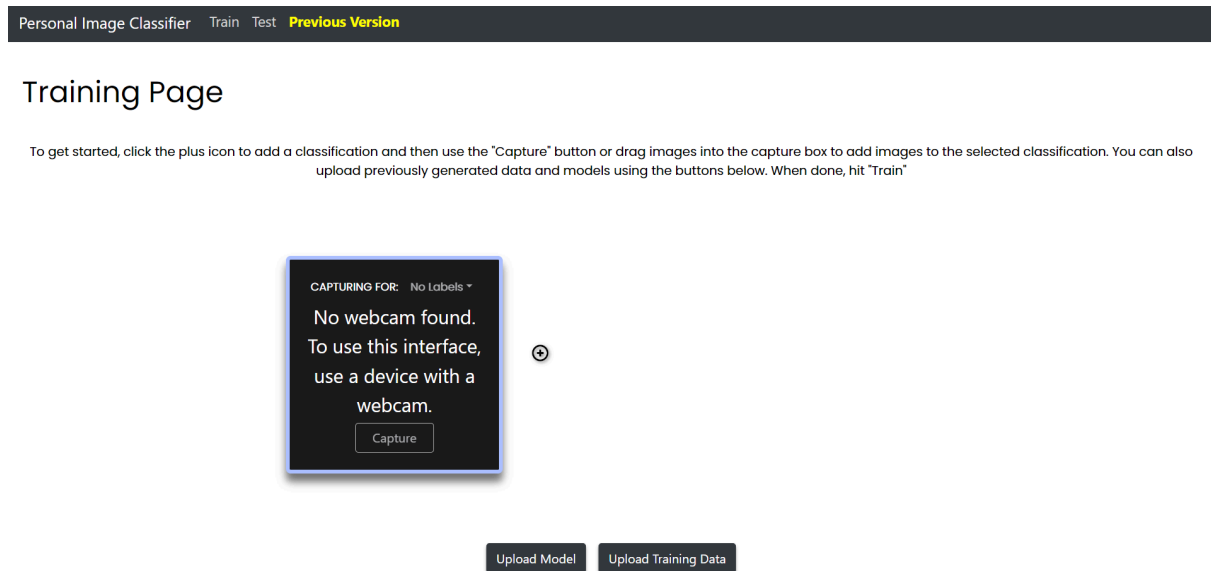 Personal Image Classifier Train Test Previous Version
Training Page
To get started, click the plus icon to add a classification and then use the "Capture" button or drag images into the capture box to add images to the selected classification. You can also
upload previously generated data and models using the buttons below. When done, hit "Train"
CAPTURING FOR: No Labels
No webcam found.
To use this interface,
use a device with a
webcam.
Capture
Upload Model Upload Training Data